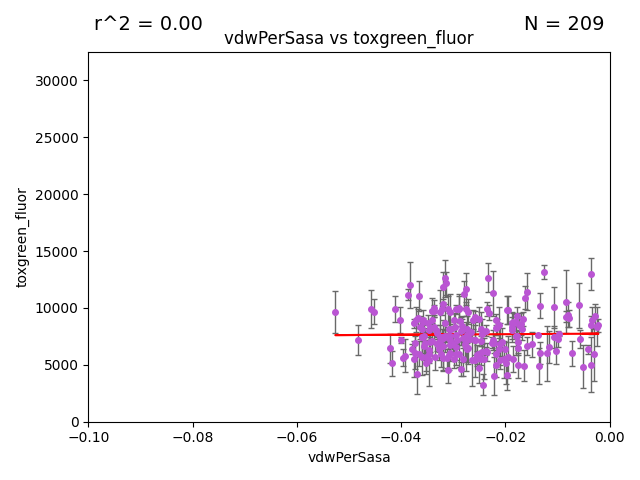 r^2 = 0.00
N = 209
vdwPerSasa vs toxgreen_fluor
30000
25000
20000
15000
10000
5000
0
toxgreen_fluor
−0.10
−0.08
−0.06
−0.04
−0.02
0.00
vdwPerSasa